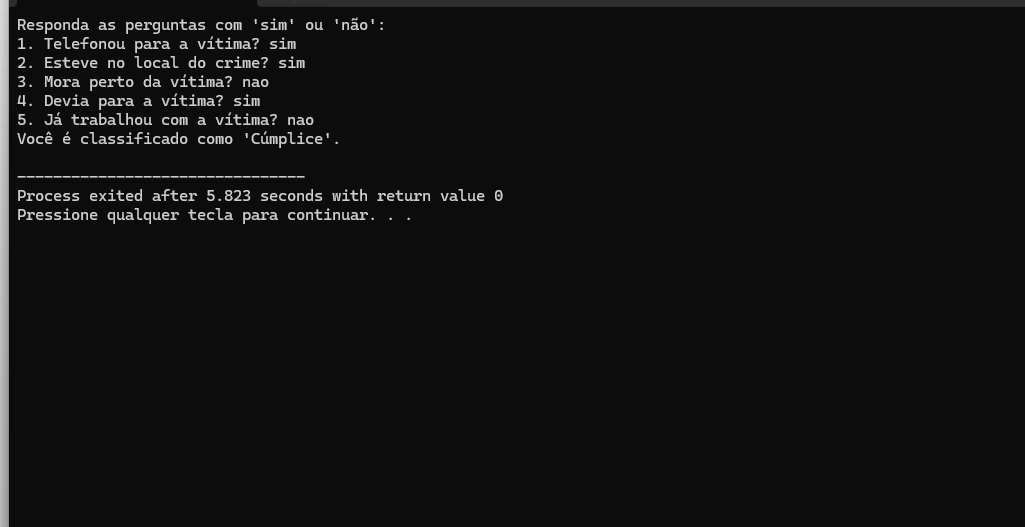 Responda as perguntas com 'sim' ou 'não':
1. Telefonou para a vítima? sim
2. Esteve no local do crime? sim
3. Mora perto da vítima? nao
4. Devia para a vítima? sim
5. Já trabalhou com a vítima? nao
Você é classificado como 'Cúmplice'.
--------------------------------
Process exited after 5.823 seconds with return value 0
Pressione qualquer tecla para continuar. . .